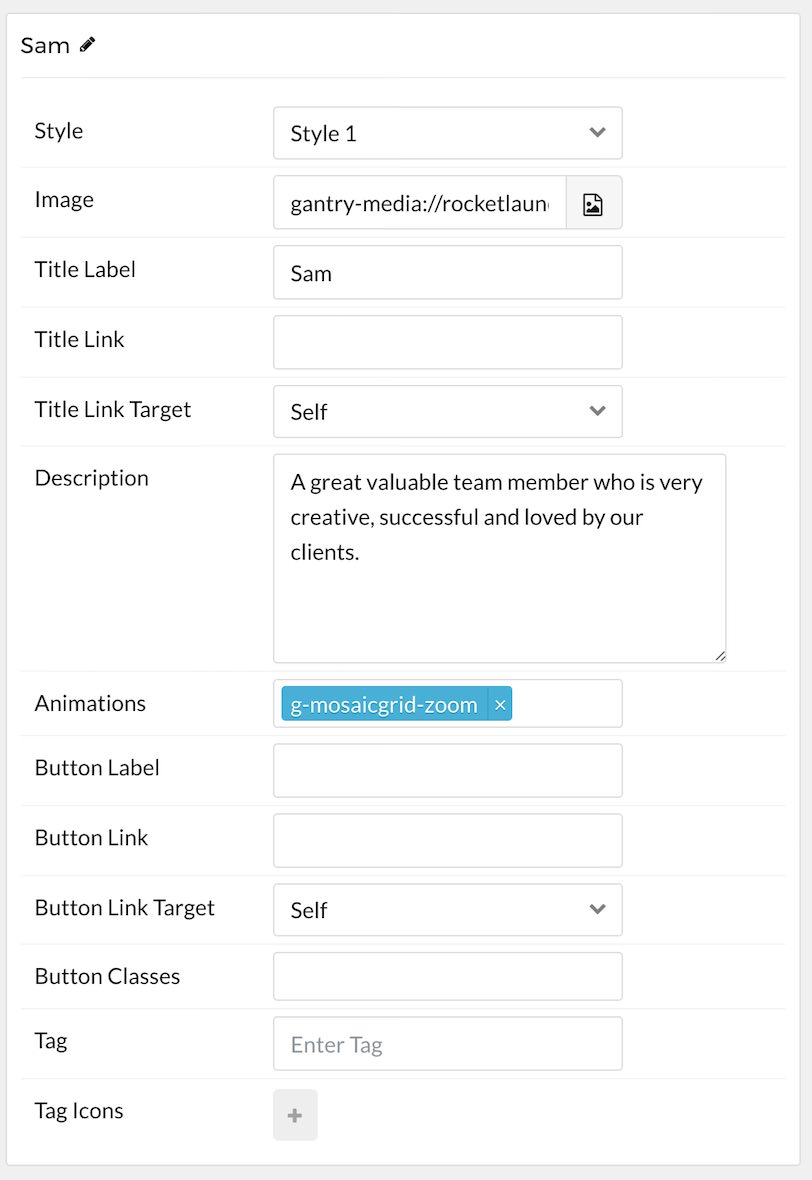 Sam
Style
Style 1
Image
gantry-media://rocketlaun
Title Label
Sam
Title Link
Title Link Target
Self
Description
A great valuable team member who is very
creative, successful and loved by our
clients.
Animations
g-mosaicgrid-zoom ×
Button Label
Button Link
Button Link Target
Self
Button Classes
Tag
Enter Tag
Tag Icons
+